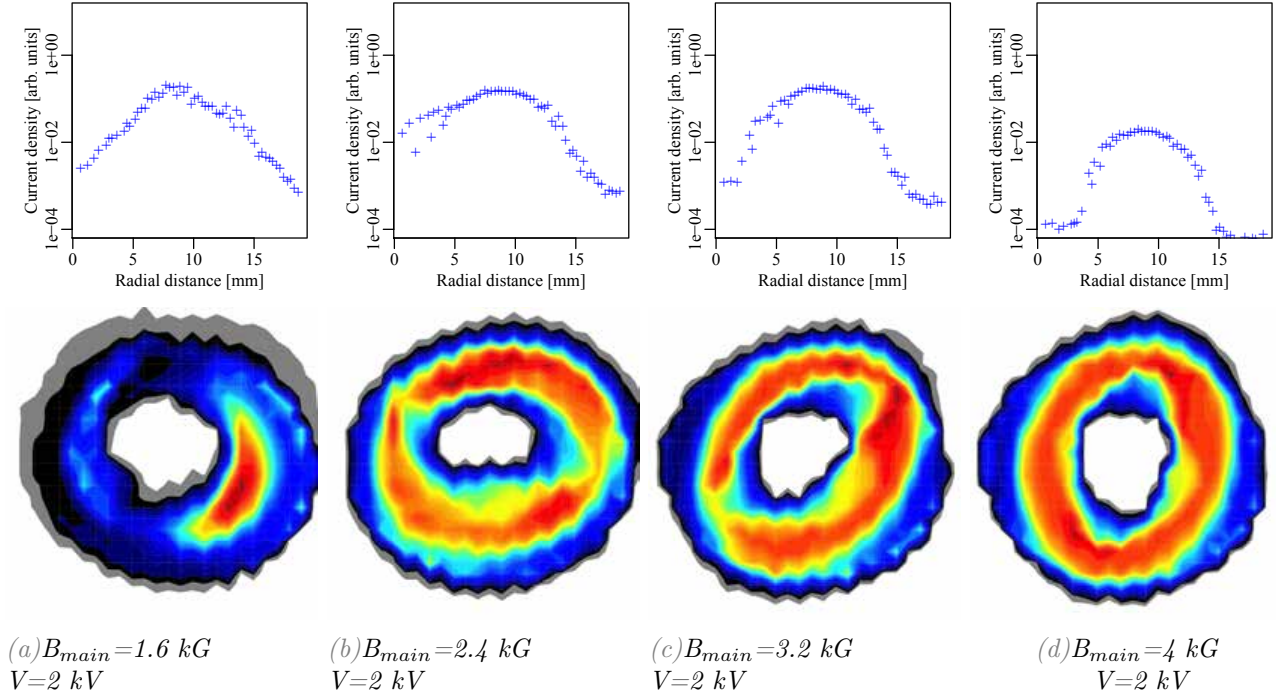 Current density [arb. units]
1e+00
1e−02
1e−04
0 5 10 15
Radial distance [mm]
Current density [arb. units]
1e+00
1e−02
1e−04
0 5 10 15
Radial distance [mm]
Current density [arb. units]
1e+00
1e−02
1e−04
0 5 10 15
Radial distance [mm]
Current density [arb. units]
1e+00
1e−02
1e−04
0 5 10 15
Radial distance [mm]
(a)B_main=1.6 kG
V=2 kV
(b)B_main=2.4 kG
V=2 kV
(c)B_main=3.2 kG
V=2 kV
(d)B_main=4 kG
V=2 kV